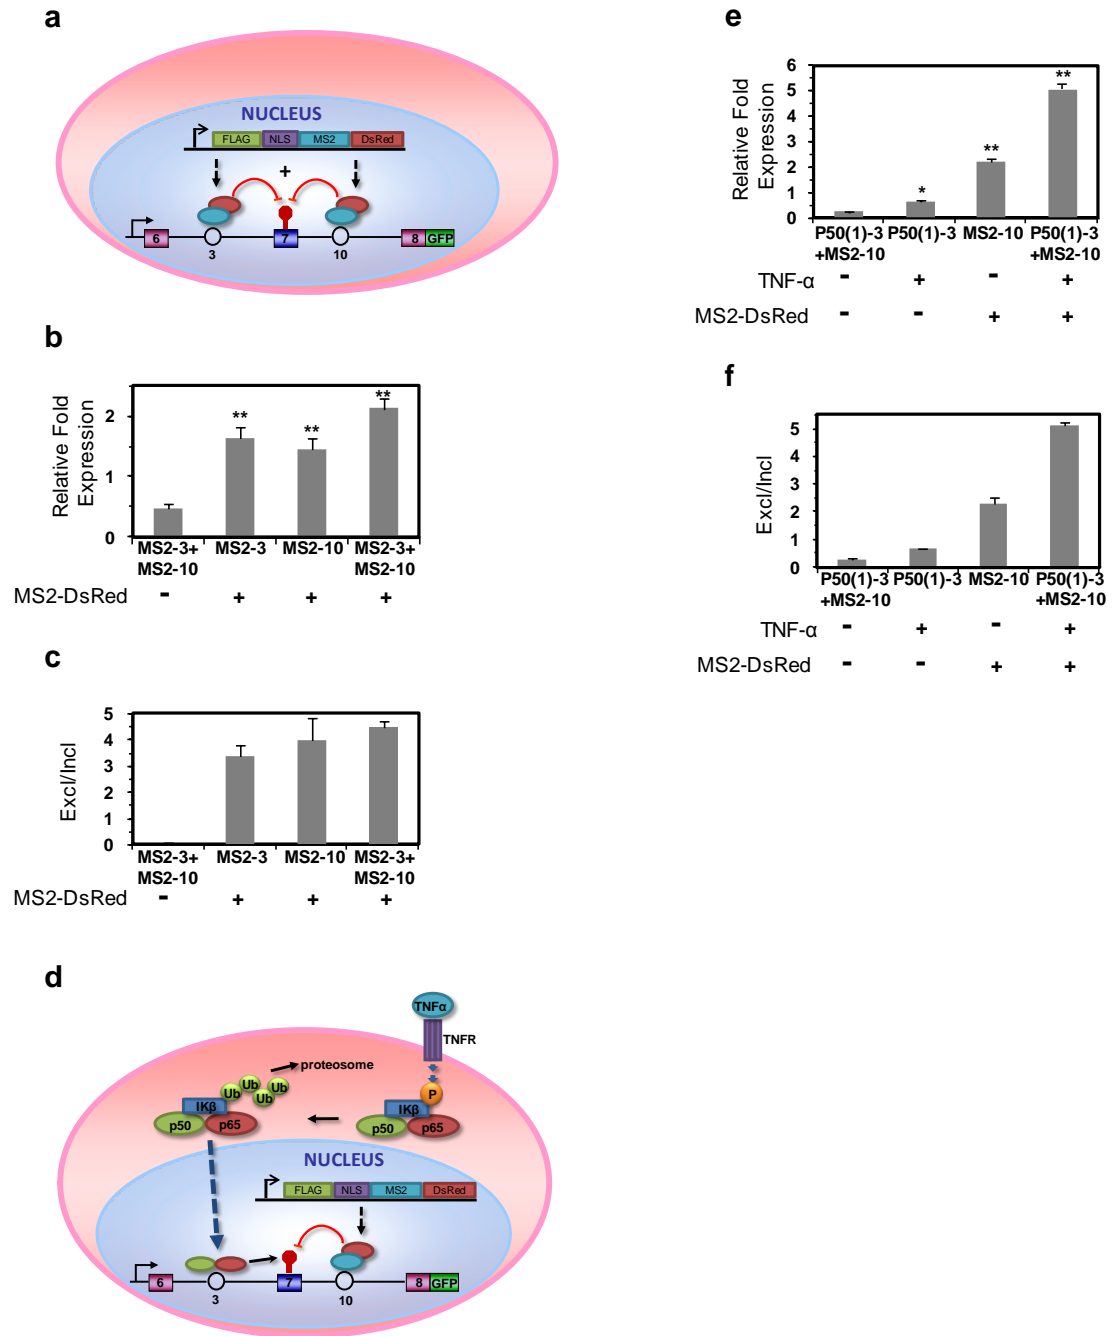 a
NUCLEUS
FLAG NLS MS2 DsRed
+
6 7 8 GFP
3 10
b
Relative Fold
Expression
2
1
0
** ** **
MS2-3+ MS2-3 MS2-10 MS2-3+
MS2-10 MS2-10
MS2-DsRed - + + +
c
Excl/Incl
5
4
3
2
1
0
MS2-3+ MS2-3 MS2-10 MS2-3+
MS2-10 MS2-10
MS2-DsRed - + + +
d
TNFα
TNFR
proteosome
Ub Ub Ub Ub
P
IKβ IKβ
p50 p65 p50 p65
NUCLEUS
FLAG NLS MS2 DsRed
6 7 8 GFP
3 10
e
Relative Fold
Expression
6
5
4
3
2
1
0
* ** **
P50(1)-3 P50(1)-3 MS2-10 P50(1)-3
+MS2-10 +MS2-10
TNF-α - + - +
MS2-DsRed - - + +
f
Excl/Incl
5
4
3
2
1
0
P50(1)-3 P50(1)-3 MS2-10 P50(1)-3
+MS2-10 +MS2-10
TNF-α - + - +
MS2-DsRed - - + +